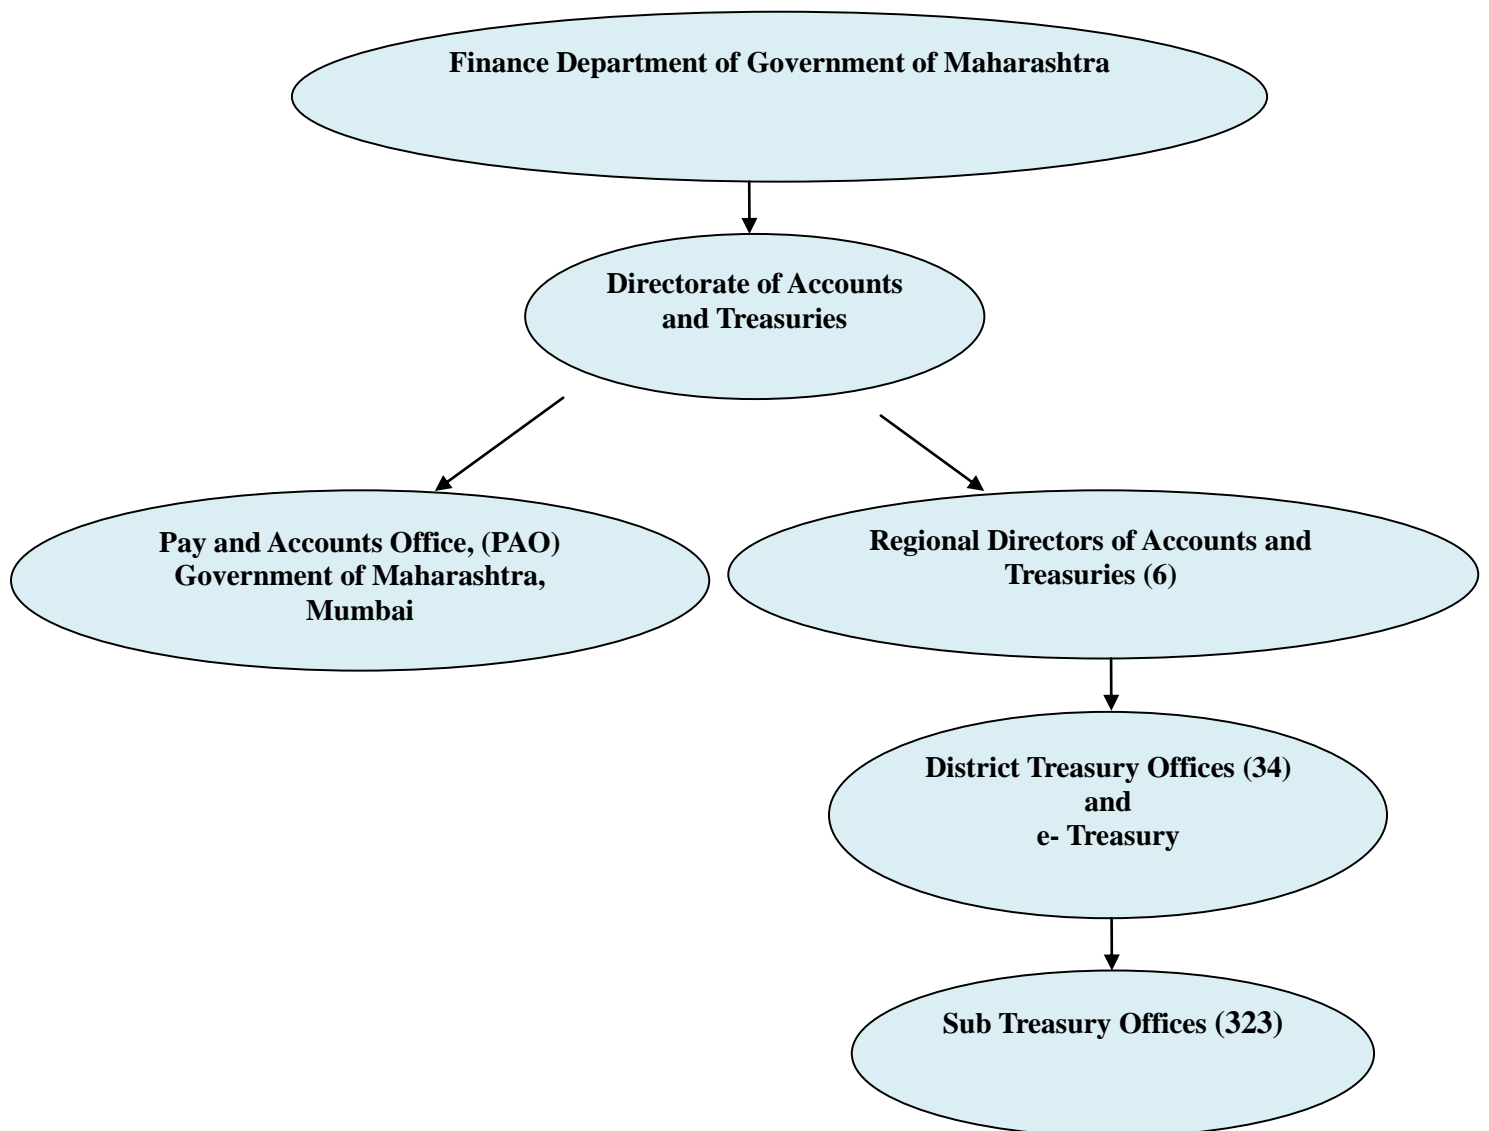 Finance Department of Government of Maharashtra
Directorate of Accounts
and Treasuries
Pay and Accounts Office, (PAO)
Government of Maharashtra,
Mumbai
Regional Directors of Accounts and
Treasuries (6)
District Treasury Offices (34)
and
e- Treasury
Sub Treasury Offices (323)